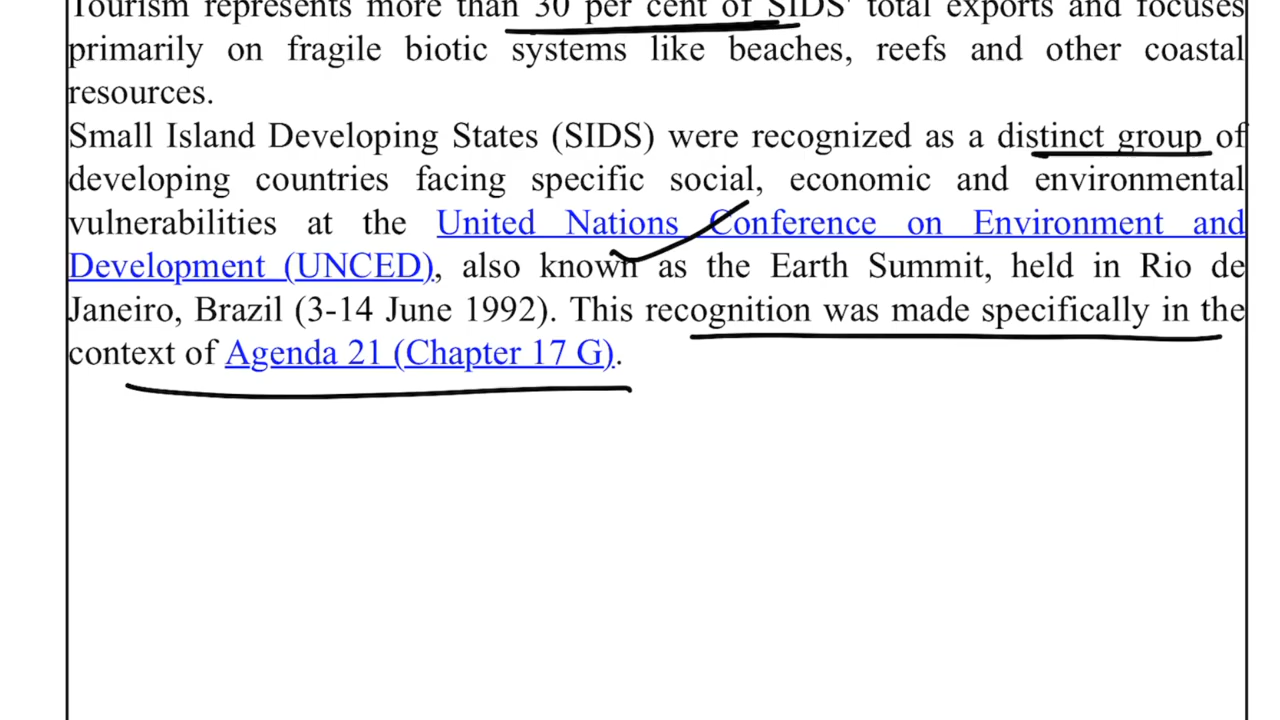 Tourism represents more than 30 per cent of SIDS' total exports and focuses
primarily on fragile biotic systems like beaches, reefs and other coastal
resources.
Small Island Developing States (SIDS) were recognized as a distinct group of
developing countries facing specific social, economic and environmental
vulnerabilities at the United Nations Conference on Environment and
Development (UNCED), also known as the Earth Summit, held in Rio de
Janeiro, Brazil (3-14 June 1992). This recognition was made specifically in the
context of Agenda 21 (Chapter 17 G).